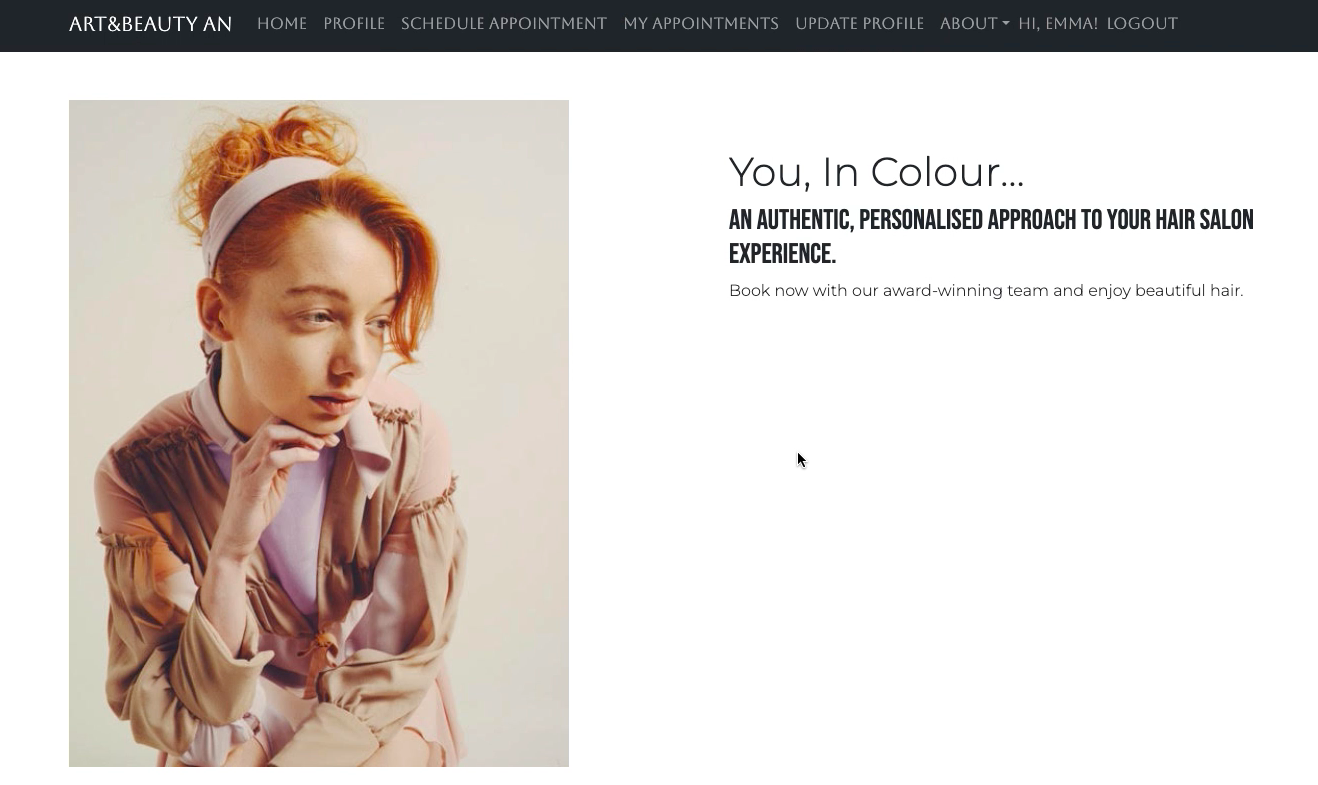 ART&BEAUTY AN HOME PROFILE SCHEDULE APPOINTMENT MY APPOINTMENTS UPDATE PROFILE ABOUT HI, EMMA! LOGOUT
You, In Colour...
AN AUTHENTIC, PERSONALISED APPROACH TO YOUR HAIR SALON
EXPERIENCE.
Book now with our award-winning team and enjoy beautiful hair.